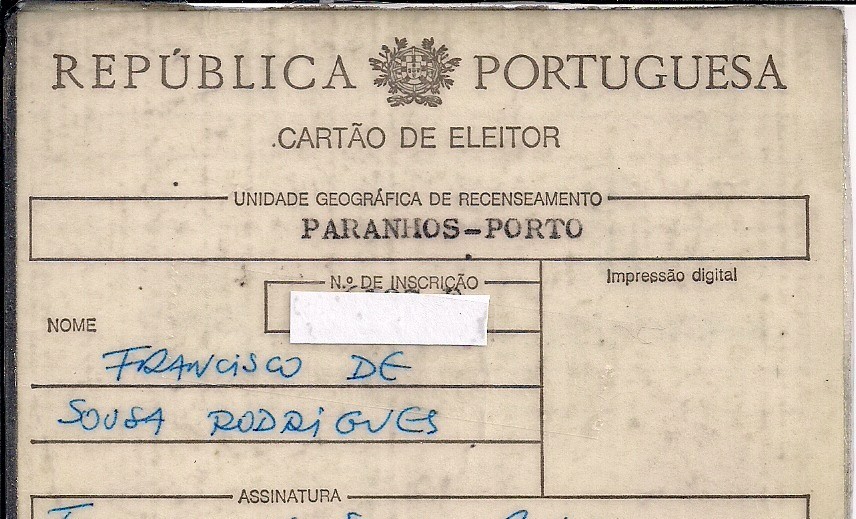 REPÚBLICA PORTUGUESA
CARTÃO DE ELEITOR
UNIDADE GEOGRÁFICA DE RECENSEAMENTO
PARANHOS-PORTO
N.º DE INSCRIÇÃO
Impressão digital
NOME
FRANCISCO DE
SOUSA RODRIGUES
ASSINATURA